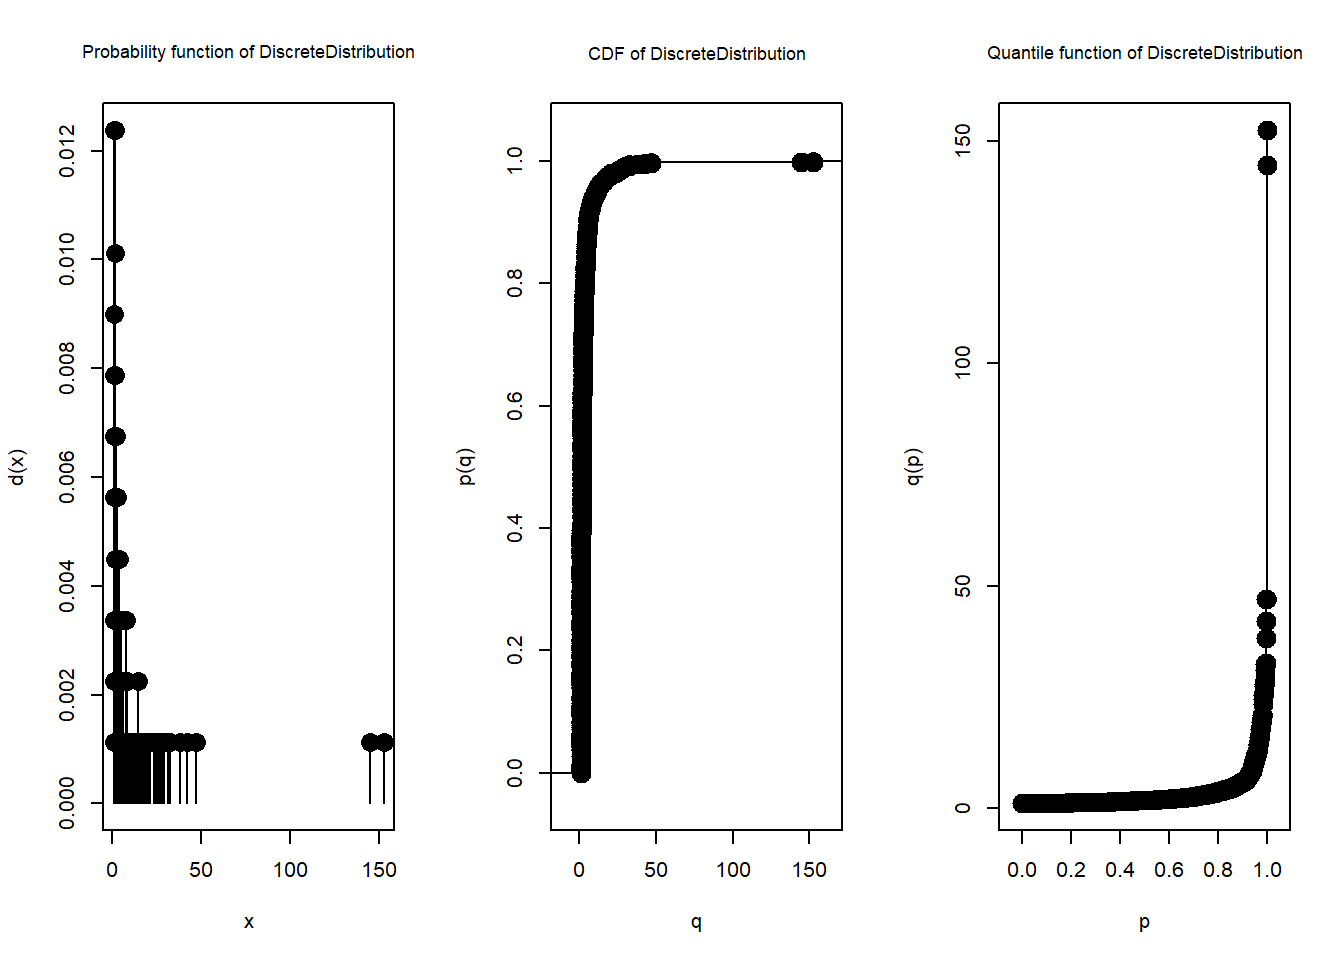 Probability function of DiscreteDistribution
CDF of DiscreteDistribution
Quantile function of DiscreteDistribution
d(x)
0.012
0.010
0.008
0.006
0.004
0.002
0.000
0 50 100 150
x
p(q)
1.0
0.8
0.6
0.4
0.2
0.0
0 50 100 150
q
q(p)
150
100
50
0
0.0 0.2 0.4 0.6 0.8 1.0
p